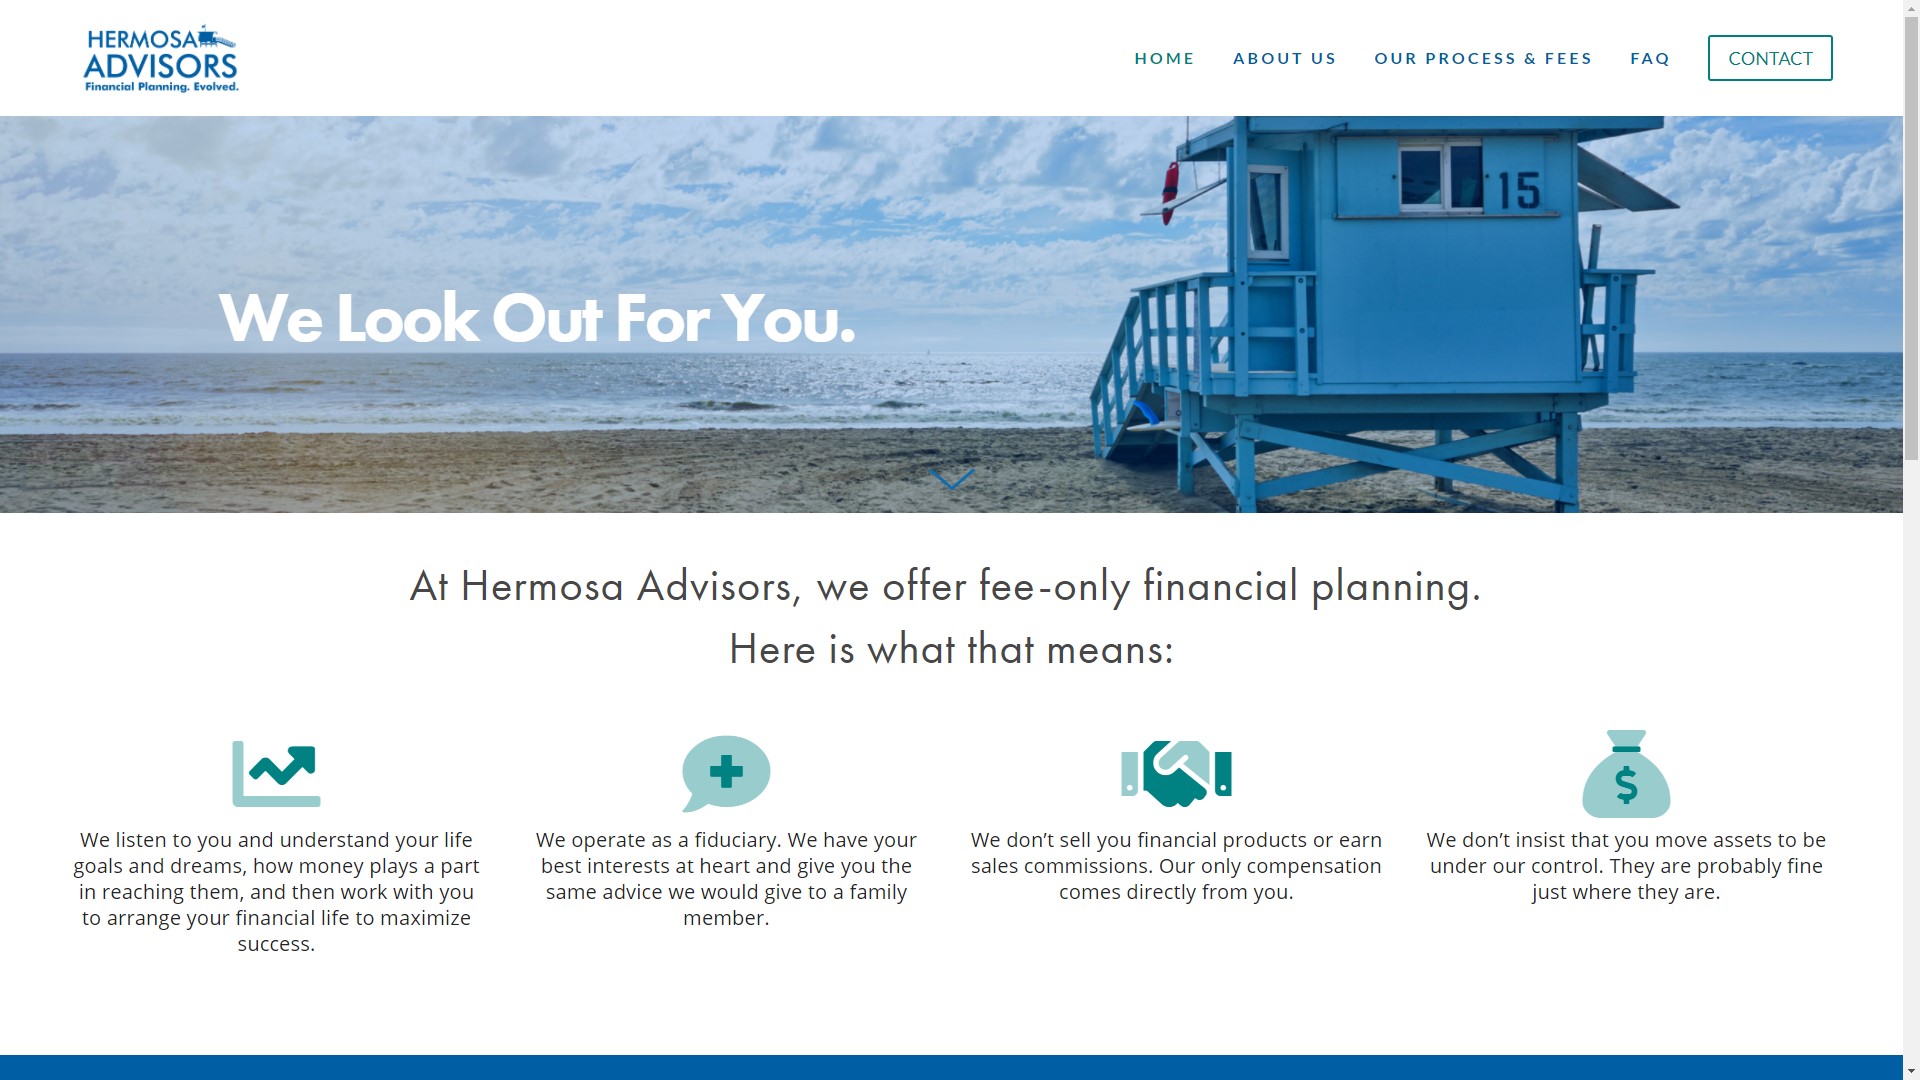 HERMOSA
ADVISORS
Financial Planning. Evolved.
HOME
ABOUT US
OUR PROCESS & FEES
FAQ
CONTACT
15
We Look Out For You.
At Hermosa Advisors, we offer fee-only financial planning.
Here is what that means:
We listen to you and understand your life
goals and dreams, how money plays a part
in reaching them, and then work with you
to arrange your financial life to maximize
success.
We operate as a fiduciary. We have your
best interests at heart and give you the
same advice we would give to a family
member.
We don’t sell you financial products or earn
sales commissions. Our only compensation
comes directly from you.
$
We don’t insist that you move assets to be
under our control. They are probably fine
just where they are.